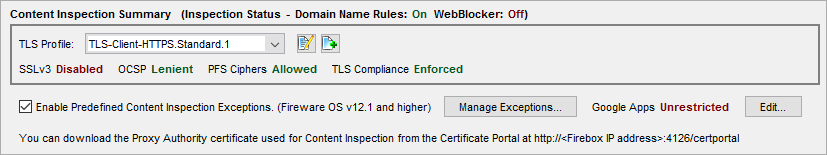 Content Inspection Summary (Inspection Status - Domain Name Rules: On WebBlocker: Off)
TLS Profile: TLS-Client-HTTPS.Standard.1
SSLv3 Disabled OCSP Lenient PFS Ciphers Allowed TLS Compliance Enforced
Enable Predefined Content Inspection Exceptions. (Fireware OS v12.1 and higher) Manage Exceptions... Google Apps Unrestricted Edit...
You can download the Proxy Authority certificate used for Content Inspection from the Certificate Portal at http://<Firebox IP address>:4126/certportal